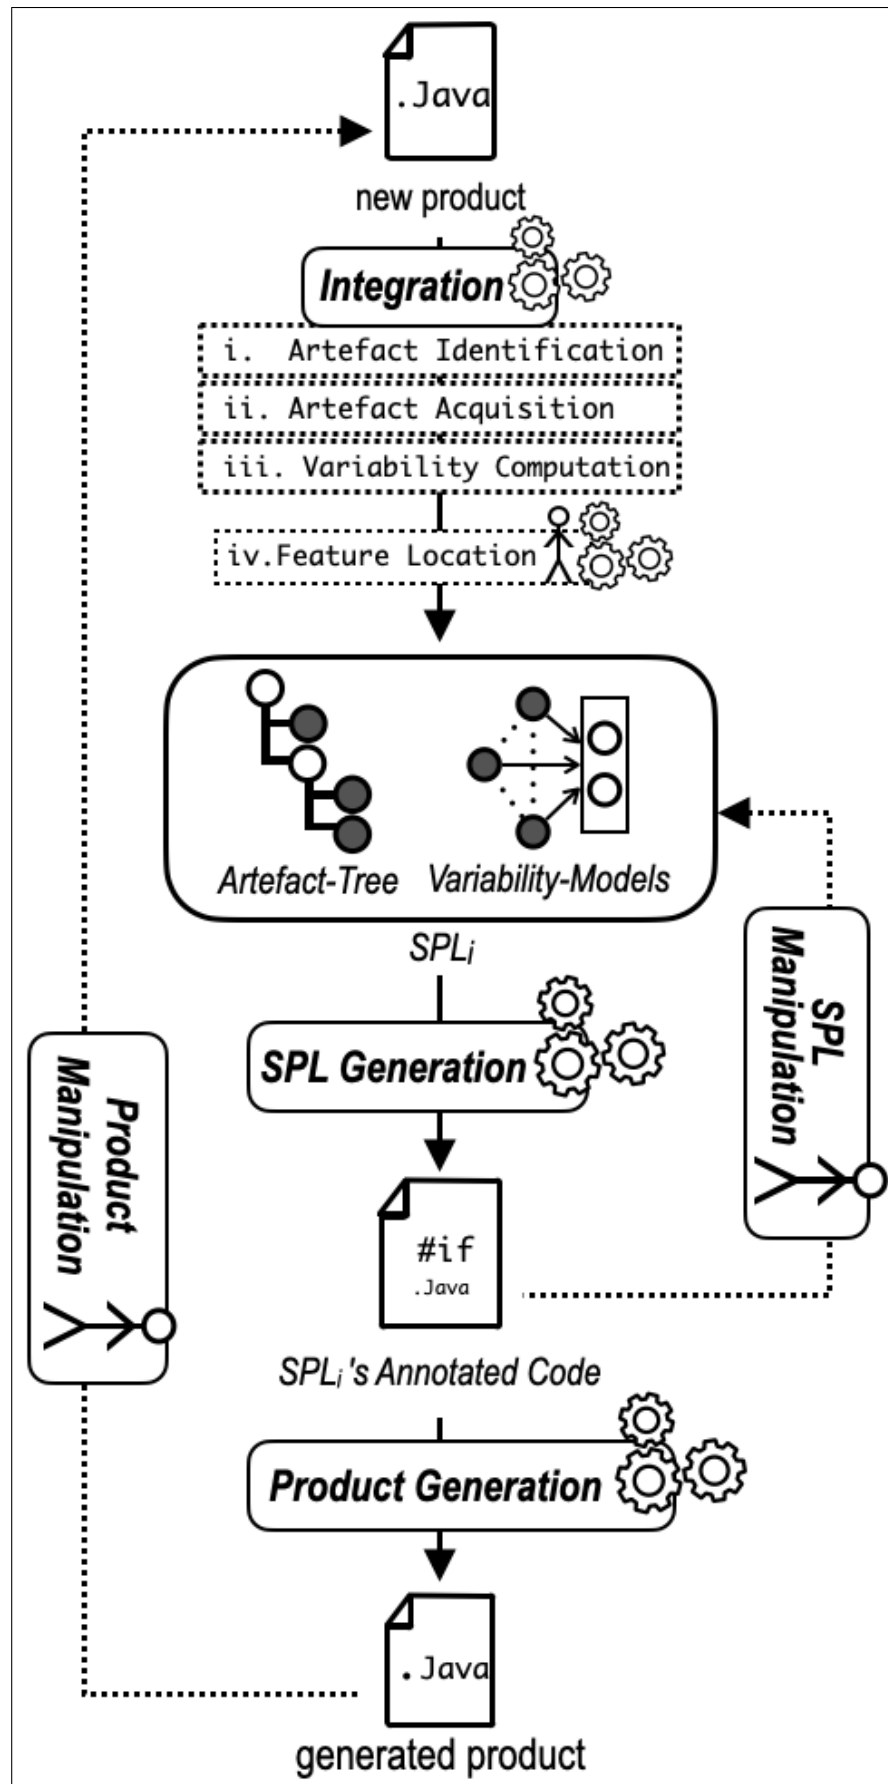 .Java
new product
Integration
i. Artefact Identification
ii. Artefact Acquisition
iii. Variability Computation
iv.Feature Location
Artefact-Tree
Variability-Models
SPLi
SPL Generation
SPL
Manipulation
Product
Manipulation
#if
.Java
SPLi's Annotated Code
Product Generation
.Java
generated product